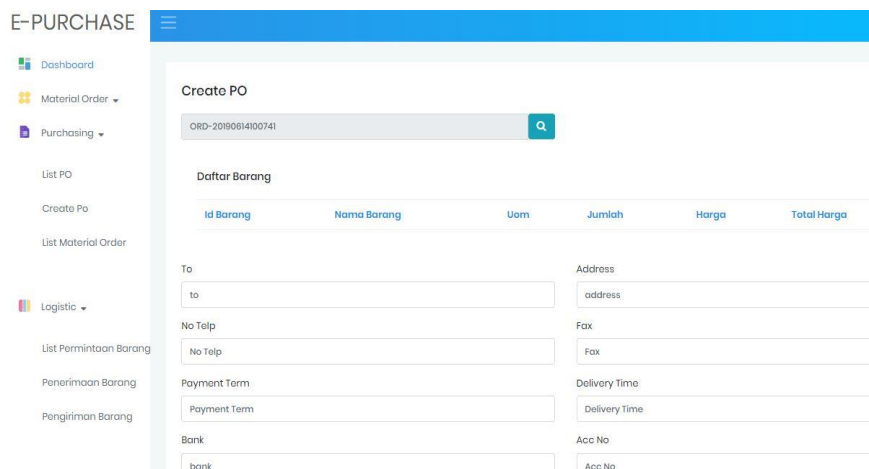 E-PURCHASE
Dashboard
Material Order
Purchasing
List PO
Create Po
List Material Order
Logistic
List Permintaan Barang
Penerimaan Barang
Pengiriman Barang
Create PO
ORD-20190614100741
Daftar Barang
Id Barang Nama Barang Uom Jumlah Harga Total Harga
To Address
to address
No Telp Fax
No Telp Fax
Payment Term Delivery Time
Payment Term Delivery Time
Bank Acc No
bank Acc No